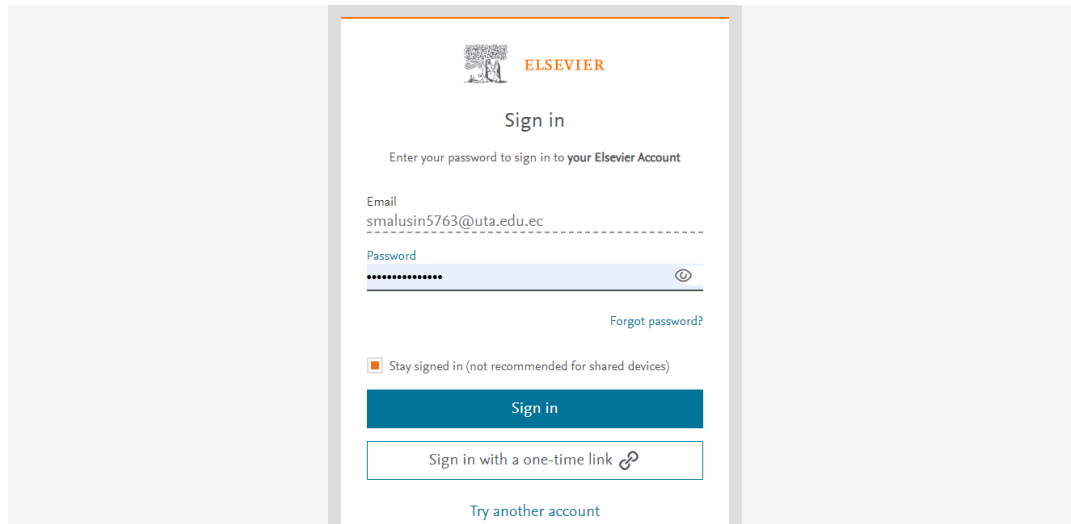 ELSEVIER
Sign in
Enter your password to sign in to your Elsevier Account
Email
smalusin5763@uta.edu.ec
Password
•••••••••••••••
Forgot password?
Stay signed in (not recommended for shared devices)
Sign in
Sign in with a one-time link
Try another account